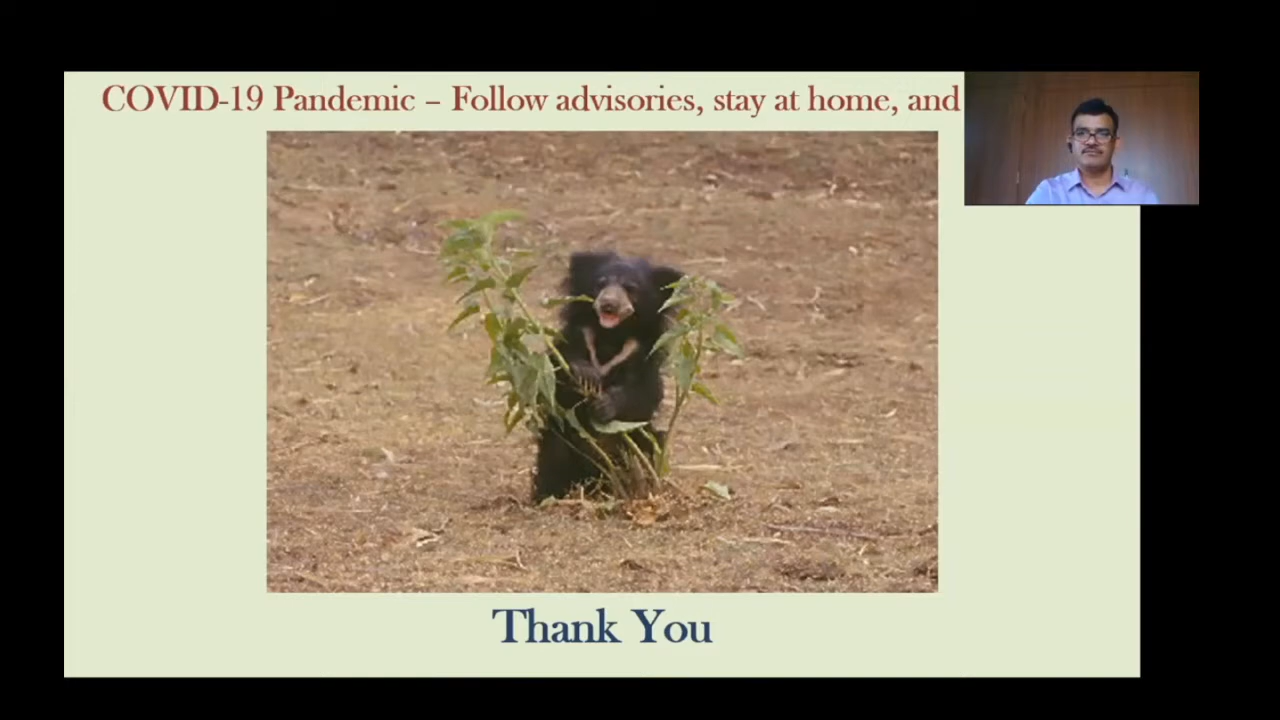 COVID-19 Pandemic – Follow advisories, stay at home, and
Thank You